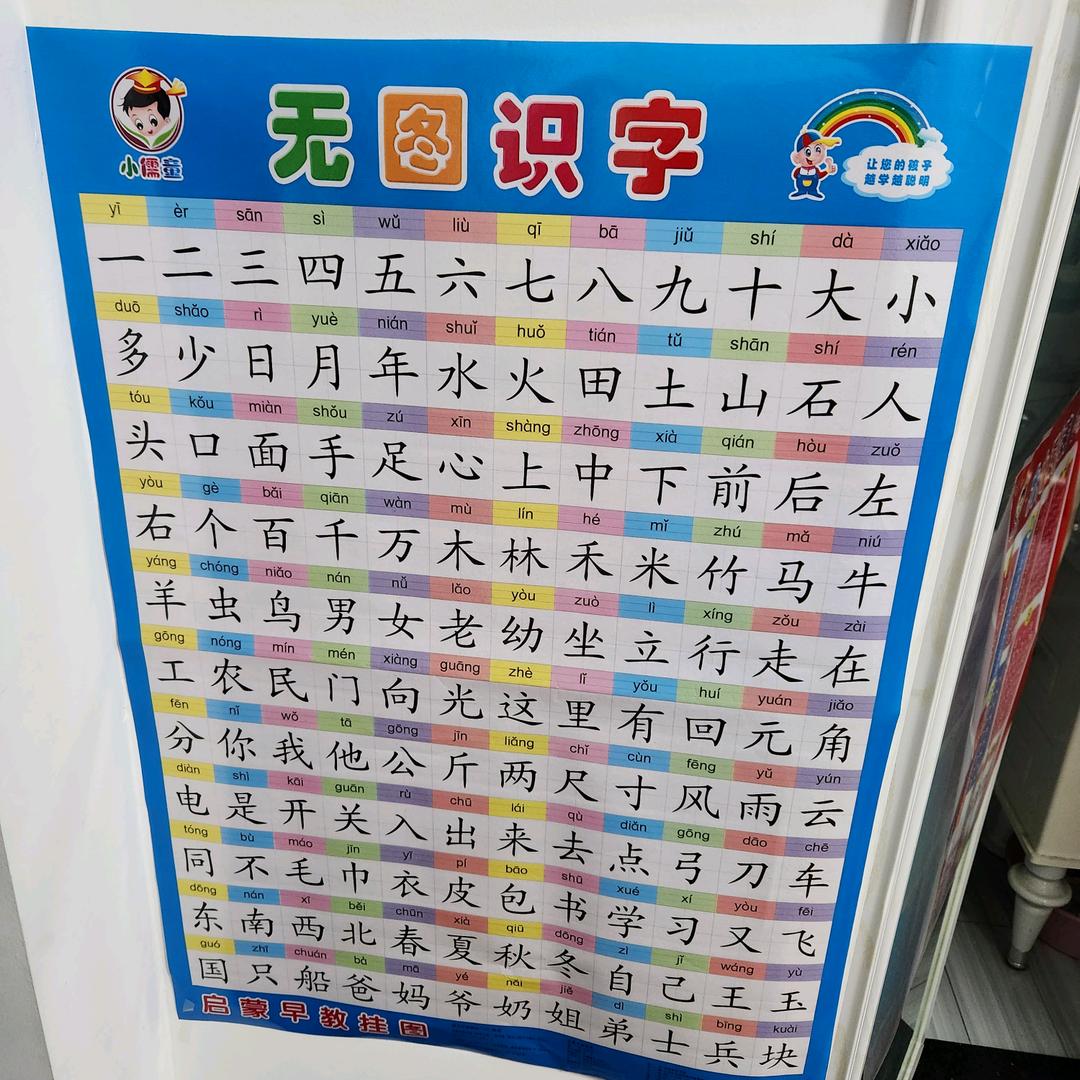 小儒童
无图识字
让您的孩子
越学越聪明
yī èr sān sì wǔ liù qī bā jiǔ shí dà xiǎo
一 二 三 四 五 六 七 八 九 十 大 小
duō shǎo rì yuè nián shuǐ huǒ tián tǔ shān shí rén
多 少 日 月 年 水 火 田 土 山 石 人
tóu kǒu miàn shǒu zú xīn shàng zhōng xià qián hòu zuǒ
头 口 面 手 足 心 上 中 下 前 后 左
yòu gè bǎi qiān wàn mù lín hé mǐ zhú mǎ niú
右 个 百 千 万 木 林 禾 米 竹 马 牛
yáng chóng niǎo nán nǚ lǎo yòu zuò lì xíng zǒu zài
羊 虫 鸟 男 女 老 幼 坐 立 行 走 在
gōng nóng mín mén xiàng guāng zhè lǐ yǒu huí yuán jiǎo
工 农 民 门 向 光 这 里 有 回 元 角
fēn nǐ wǒ tā gōng jīn liǎng chǐ cùn fēng yǔ yún
分 你 我 他 公 斤 两 尺 寸 风 雨 云
diàn shì kāi guān rù chū lái qù diǎn gōng dāo chē
电 是 开 关 入 出 来 去 点 弓 刀 车
tóng bù máo jīn yī pí bāo shū xué xí yòu fēi
同 不 毛 巾 衣 皮 包 书 学 习 又 飞
dōng nán xī běi chūn xià qiū dōng zì jǐ wáng yù
东 南 西 北 春 夏 秋 冬 自 己 王 玉
guó zhǐ chuán bà mā yé nǎi jiě dì shì bīng kuài
国 只 船 爸 妈 爷 奶 姐 弟 士 兵 块
启蒙早教挂图